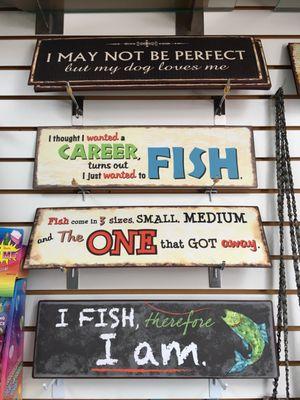 I MAY NOT BE PERFECT
but my dog loves me
I thought I wanted a
CAREER,
turns out
I just wanted to FISH.
Fish come in 3 sizes, SMALL, MEDIUM
and The ONE that GOT away.
I FISH, therefore
I am.